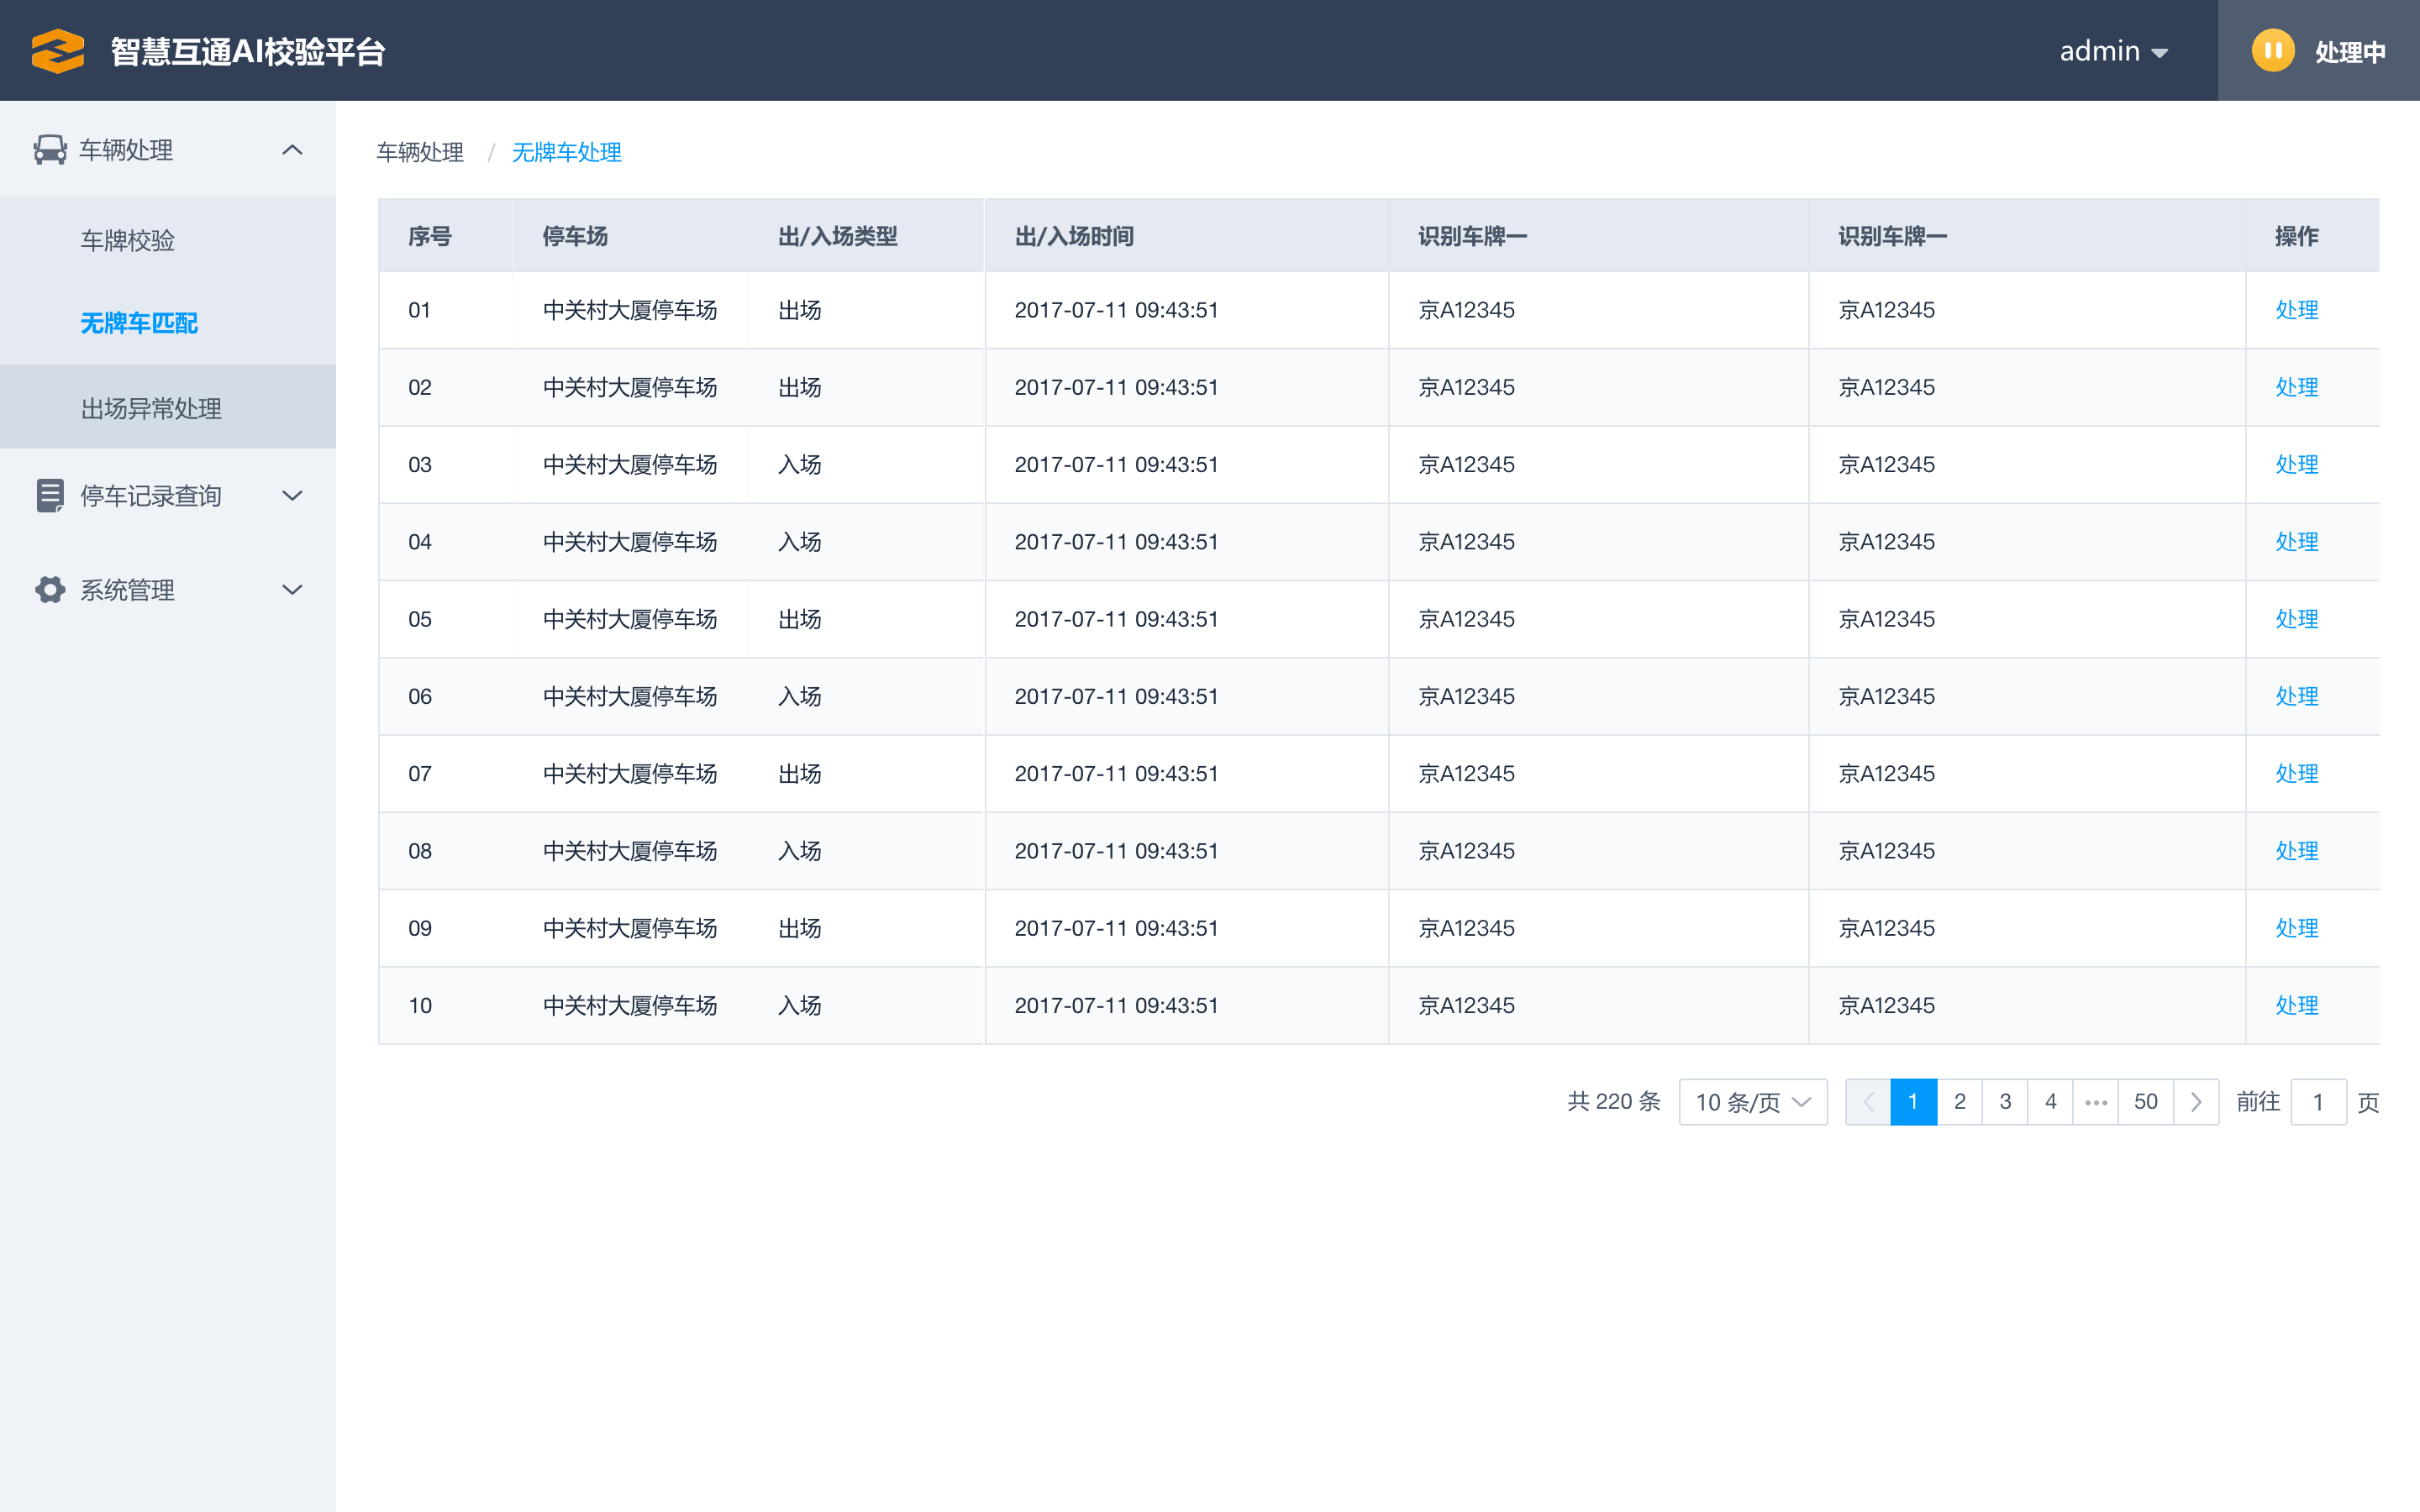 智慧互通AI校验平台
admin
处理中
车辆处理
车牌校验
无牌车匹配
出场异常处理
停车记录查询
系统管理
车辆处理 / 无牌车处理
序号 停车场 出/入场类型 出/入场时间 识别车牌一 识别车牌一 操作
01 中关村大厦停车场 出场 2017-07-11 09:43:51 京A12345 京A12345 处理
02 中关村大厦停车场 出场 2017-07-11 09:43:51 京A12345 京A12345 处理
03 中关村大厦停车场 入场 2017-07-11 09:43:51 京A12345 京A12345 处理
04 中关村大厦停车场 入场 2017-07-11 09:43:51 京A12345 京A12345 处理
05 中关村大厦停车场 出场 2017-07-11 09:43:51 京A12345 京A12345 处理
06 中关村大厦停车场 入场 2017-07-11 09:43:51 京A12345 京A12345 处理
07 中关村大厦停车场 出场 2017-07-11 09:43:51 京A12345 京A12345 处理
08 中关村大厦停车场 入场 2017-07-11 09:43:51 京A12345 京A12345 处理
09 中关村大厦停车场 出场 2017-07-11 09:43:51 京A12345 京A12345 处理
10 中关村大厦停车场 入场 2017-07-11 09:43:51 京A12345 京A12345 处理
共 220 条 10 条/页 1 2 3 4 ••• 50 前往 1 页